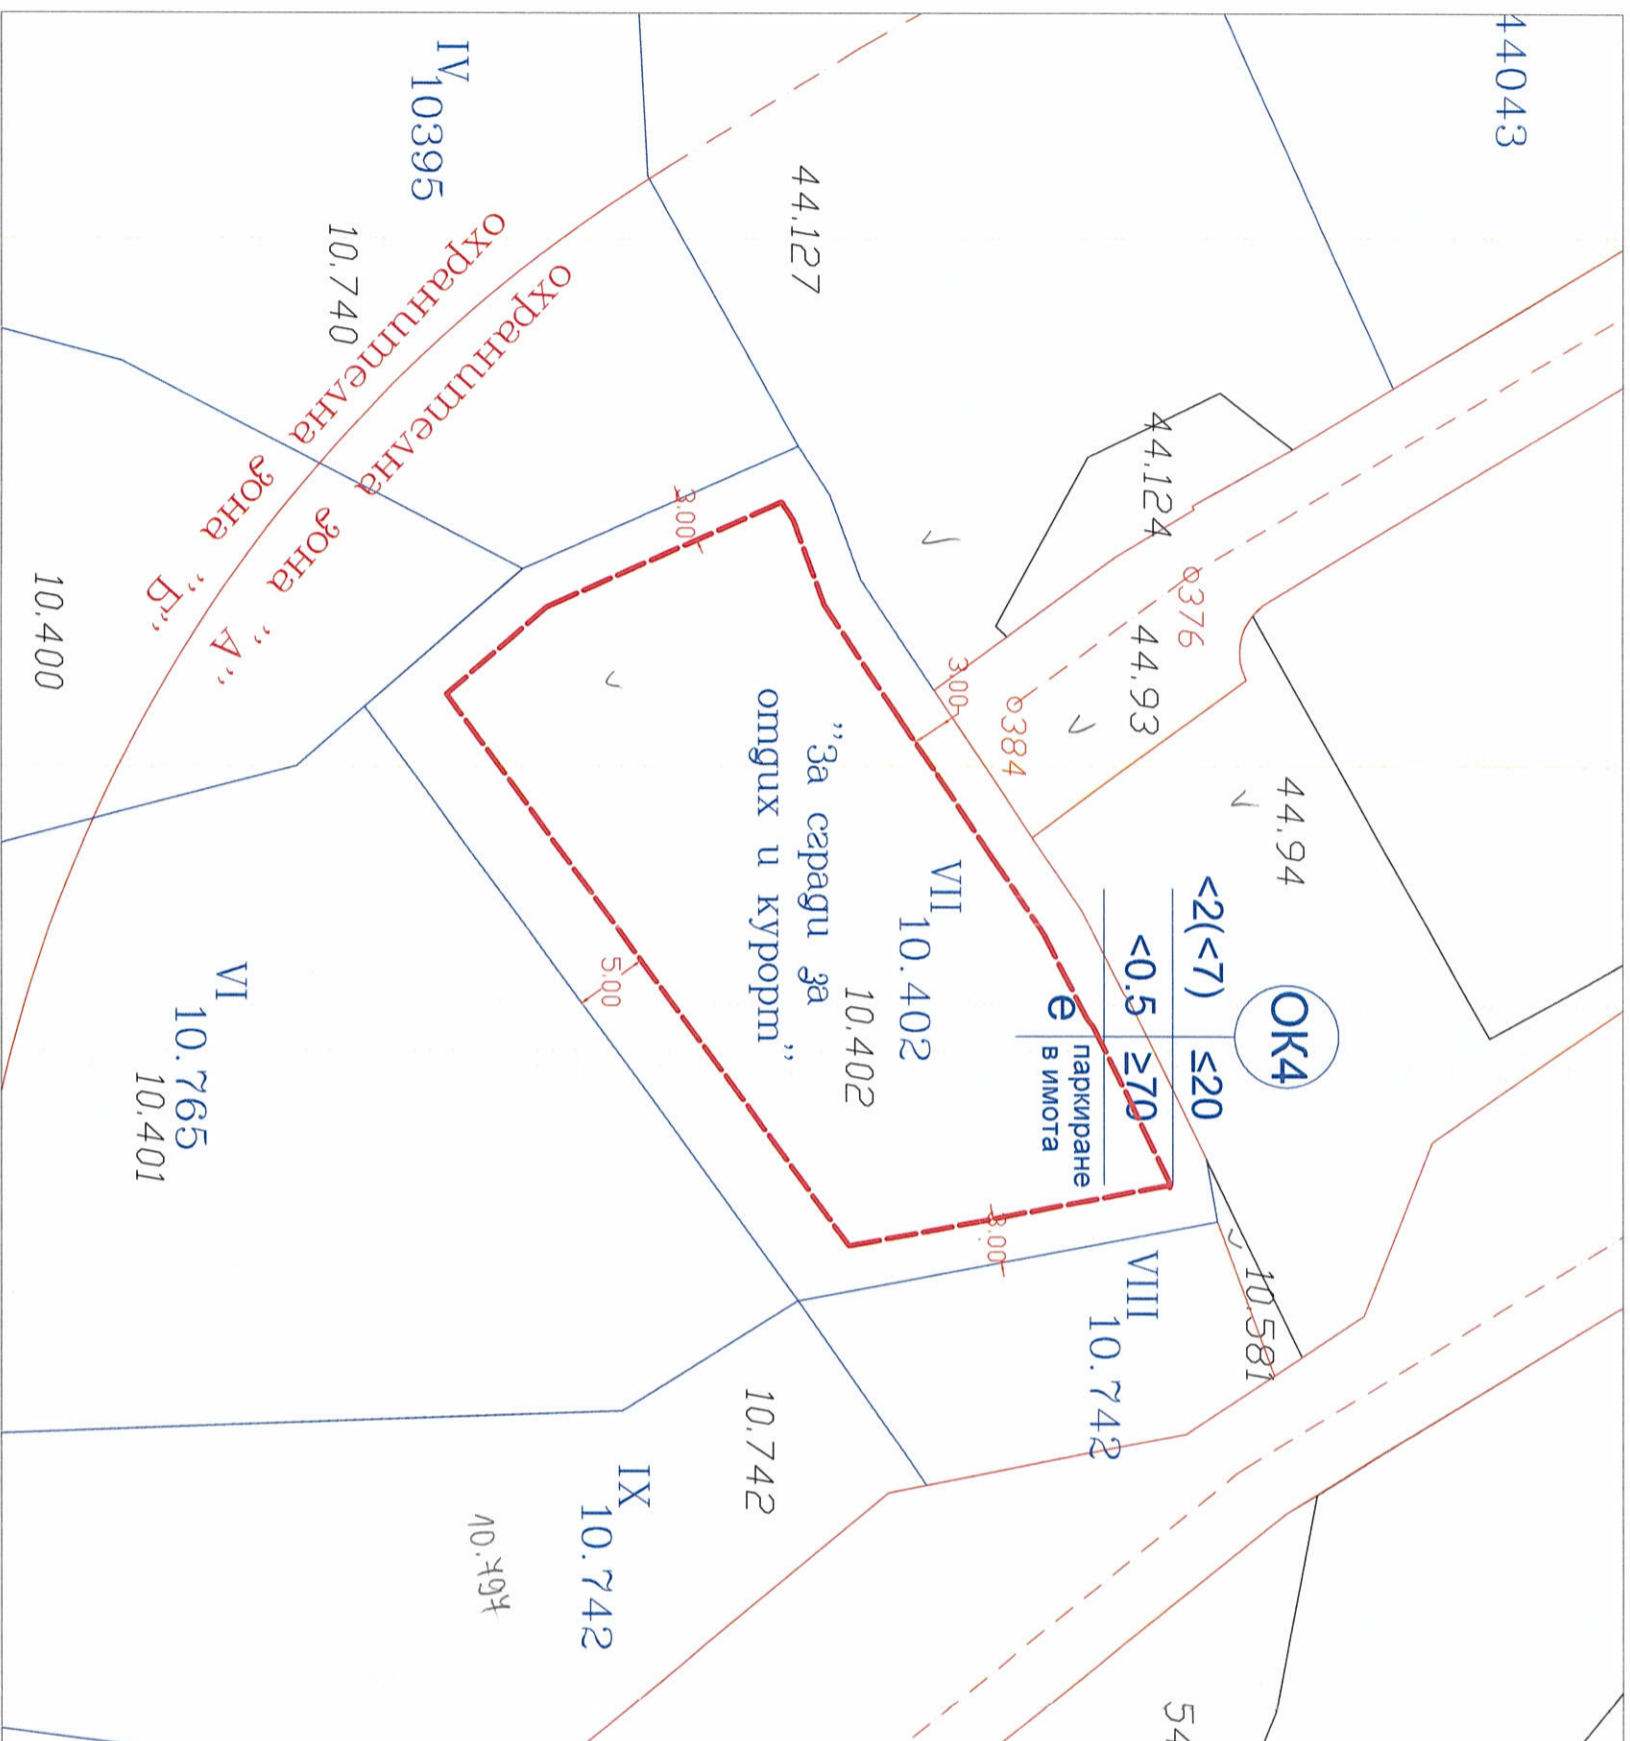 44043
IV 10395
44.127
10.740
охранителна
зона
„Б“
охранителна
зона
„А“
10.400
44.124
376
44.93
384
44.94
3.00
3.00
ОК4
<2(<7) ≤20
<0.5 ≥70
е паркиране
в имота
VII 10.402
10.402
"За сгради за
отдих и курорт"
5.00
3.00
VI 10.765
10.401
VIII 10.742
10.581
10.742
IX 10.742
10.494
54